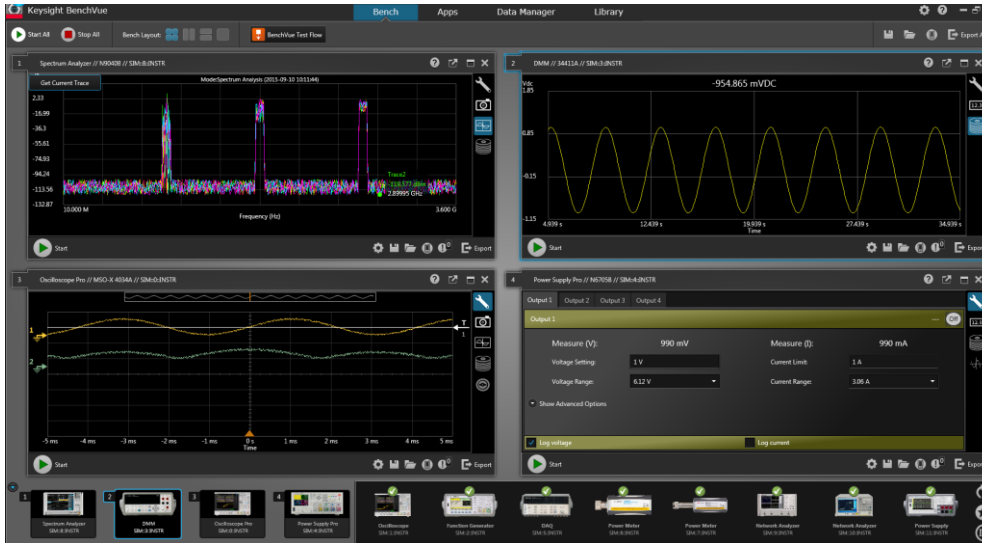 Keysight BenchVue
Bench Apps Data Manager Library
Start All Stop All Bench Layout: BenchVue Test Flow
1 Spectrum Analyzer // N9040B // SIM:8:INSTR
Get Current Trace
Mode:Spectrum Analysis (2015-09-10 10:11:44)
2.33
-16.99
-36.3
-55.61
-74.93
-94.24
-113.56
-132.87
Trace2
2.89995 GHz
10.000 M
3.600 G
Frequency (Hz)
Start
Export
2 DMM // 34411A // SIM:3:INSTR
-954.865 mVDC
Vdc
1.85
0.85
-0.15
-1.15
4.939 s 12.439 s 19.939 s 27.439 s 34.939 s
Time
Start
Export
3 Oscilloscope Pro // MSO-X 4034A // SIM:0:INSTR
1
2
T
1
-5 ms -4 ms -3 ms -2 ms -1 ms 0 s 1 ms 2 ms 3 ms 4 ms 5 ms
Time
Start
Export
4 Power Supply Pro // N6705B // SIM:4:INSTR
Output 1 Output 2 Output 3 Output 4
Output 1
Off
Measure (V): 990 mV Measure (I): 990 mA
Voltage Setting: 1 V Current Limit: 1 A
Voltage Range: 6.12 V Current Range: 3.06 A
Show Advanced Options
Log voltage Log current
Start
1 2 3 4
Spectrum Analyzer DMM Oscilloscope Pro Power Supply Pro
SIM:8:INSTR SIM:3:INSTR SIM:0:INSTR SIM:4:INSTR
Oscilloscope Function Generator DAQ Power Meter Power Meter Network Analyzer Network Analyzer Power Supply
SIM:1:INSTR SIM:2:INSTR SIM:5:INSTR SIM:6:INSTR SIM:7:INSTR SIM:9:INSTR SIM:10:INSTR SIM:11:INSTR